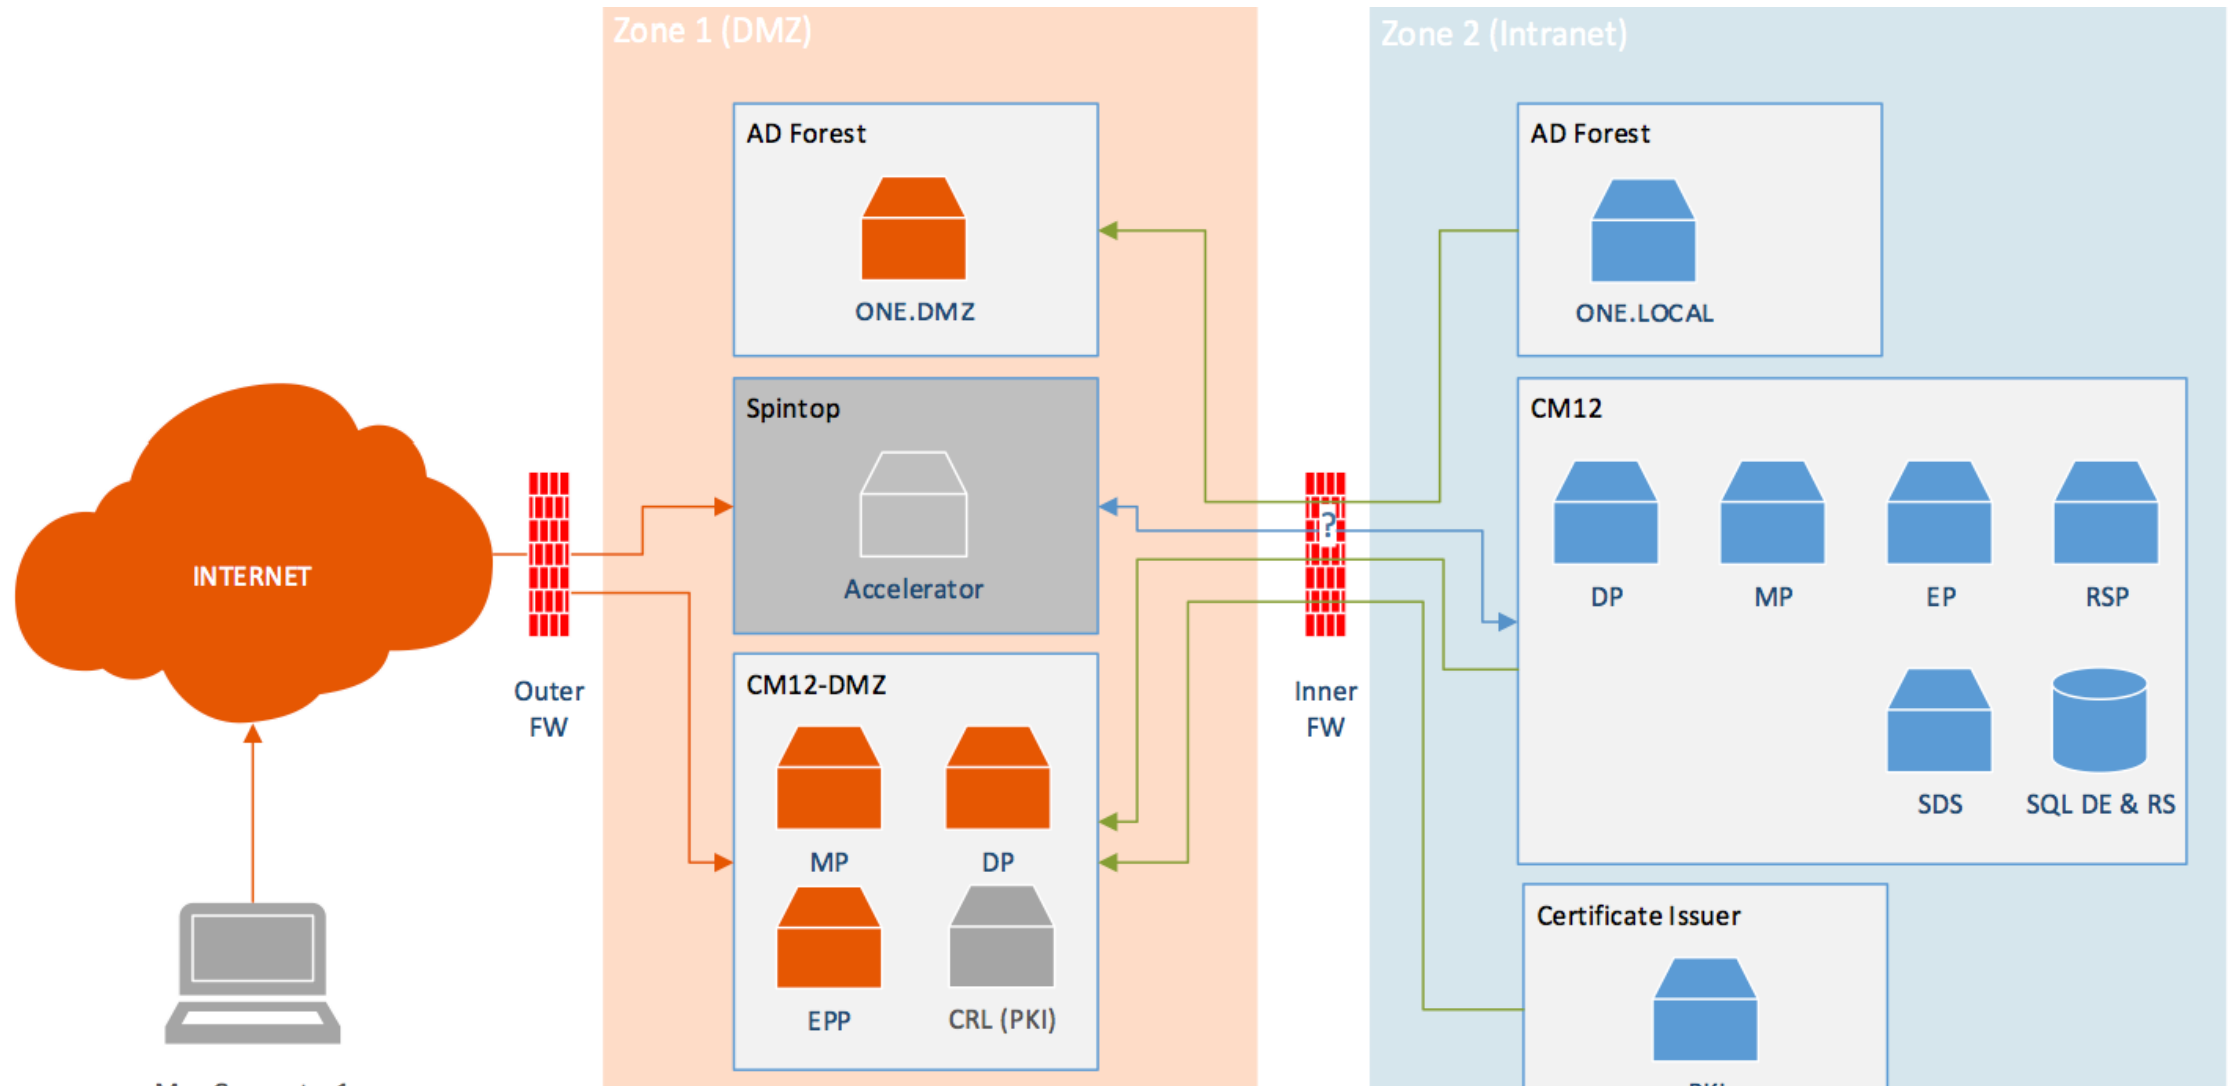 Zone 1 (DMZ)
Zone 2 (Intranet)
AD Forest
ONE.DMZ
AD Forest
ONE.LOCAL
Spintop
Accelerator
CM12
DP
MP
EP
RSP
SDS
SQL DE & RS
INTERNET
Outer
FW
?
Inner
FW
CM12-DMZ
MP
DP
EPP
CRL (PKI)
Certificate Issuer
PKI